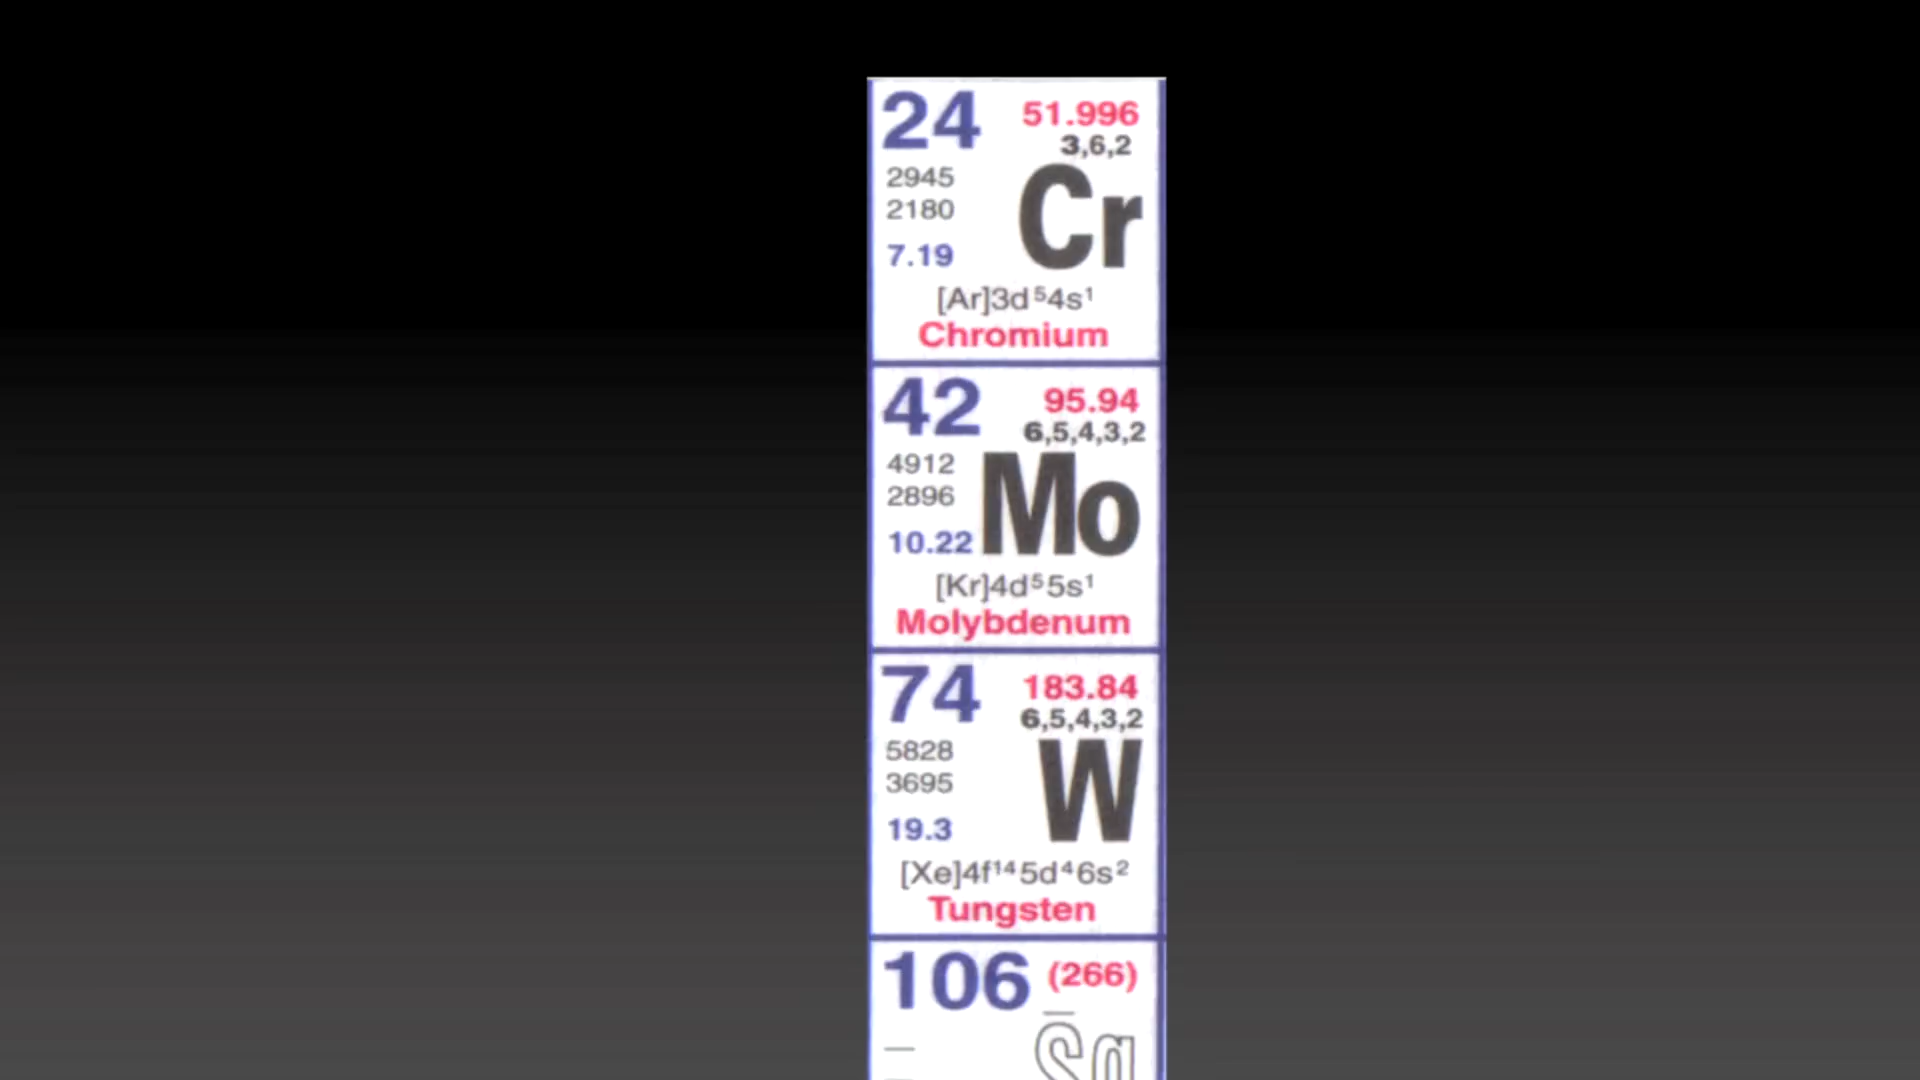 24 51.996
3,6,2
2945
2180
Cr
7.19
[Ar]3d⁵4s¹
Chromium
42 95.94
6,5,4,3,2
4912
2896
Mo
10.22
[Kr]4d⁵5s¹
Molybdenum
74 183.84
6,5,4,3,2
5828
3695
W
19.3
[Xe]4f¹⁴5d⁴6s²
Tungsten
106 (266)
Sg